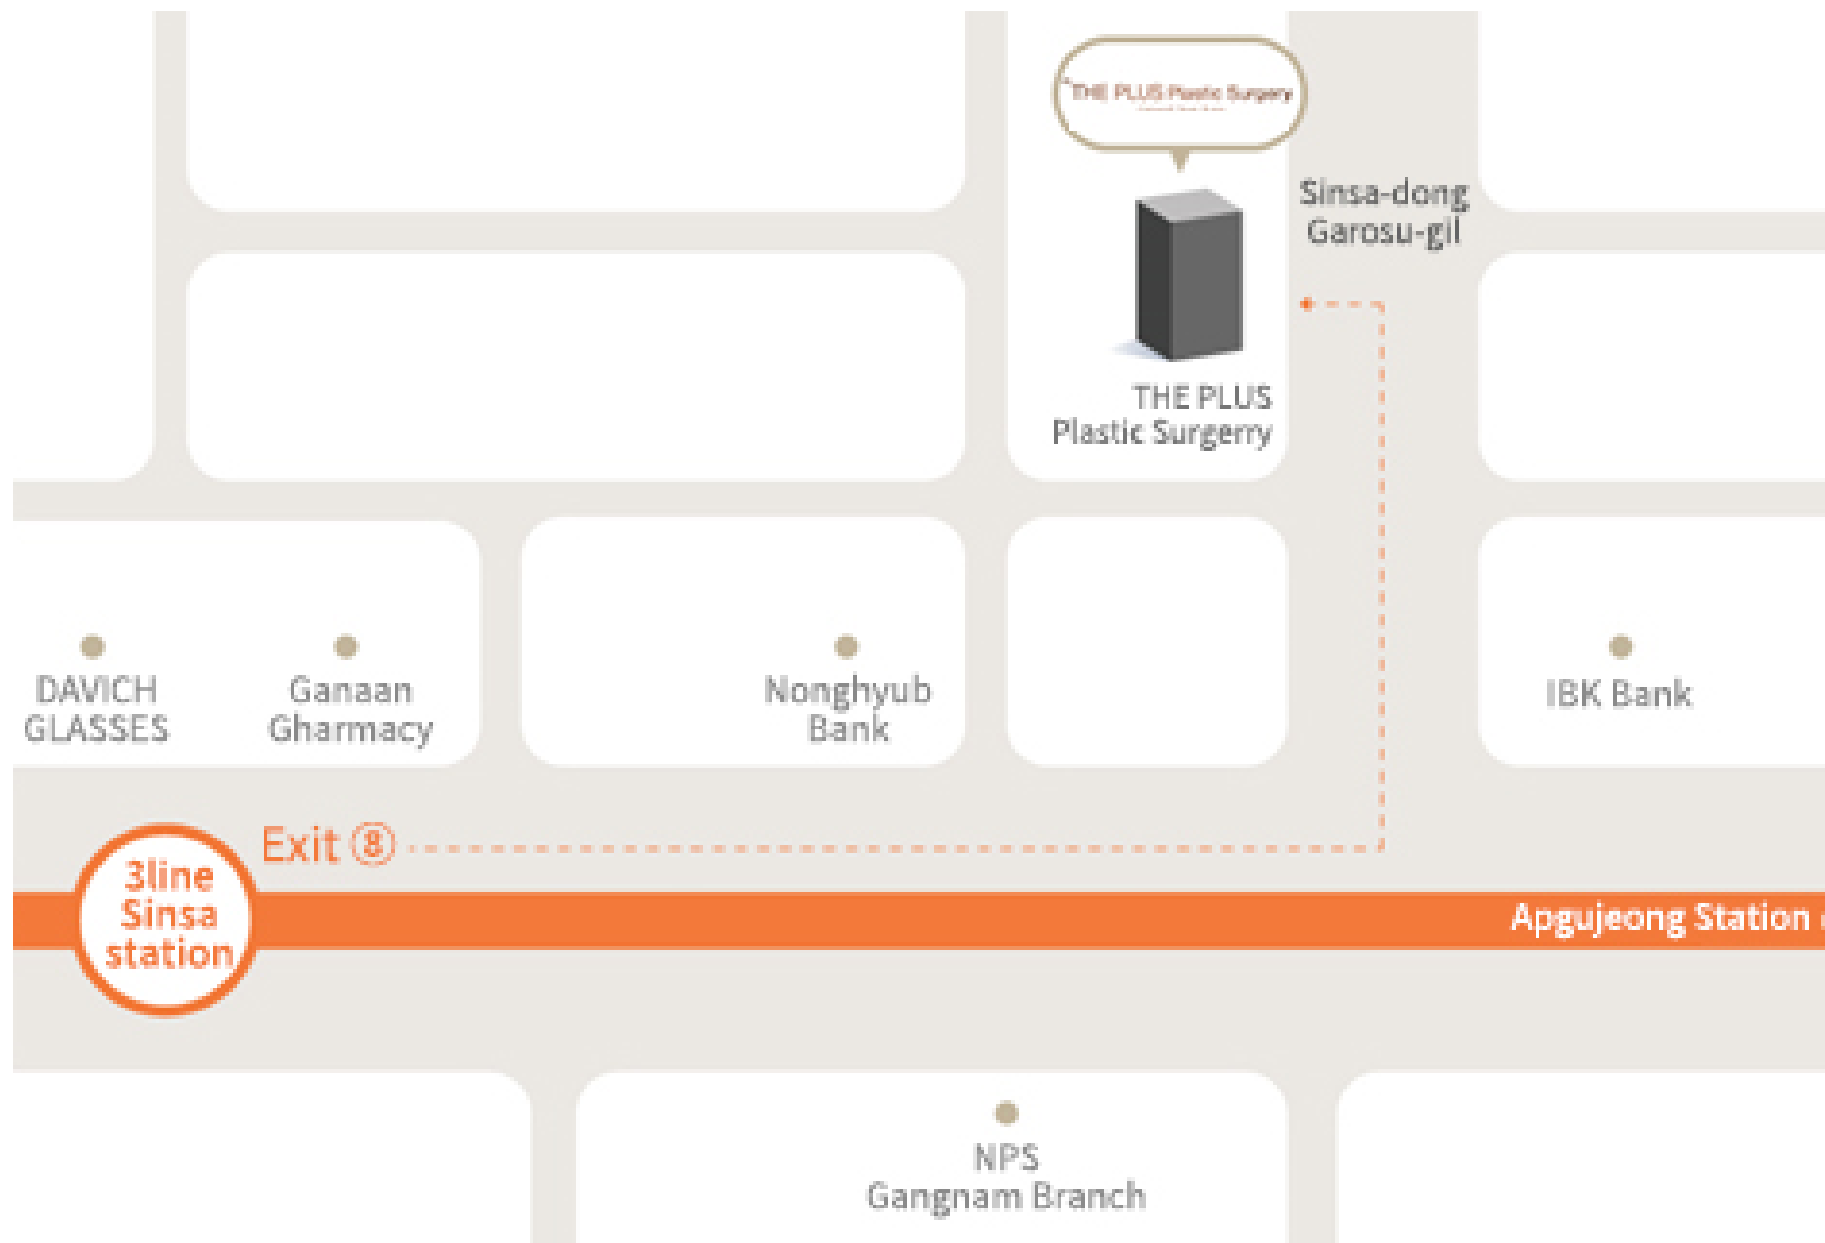 THE PLUS Plastic Surgery
Sinsa-dong
Garosu-gil
THE PLUS
Plastic Surgerry
DAVICH
GLASSES
Ganaan
Gharmacy
Nonghyub
Bank
IBK Bank
Exit ⑧
3line
Sinsa
station
Apgujeong Station
NPS
Gangnam Branch